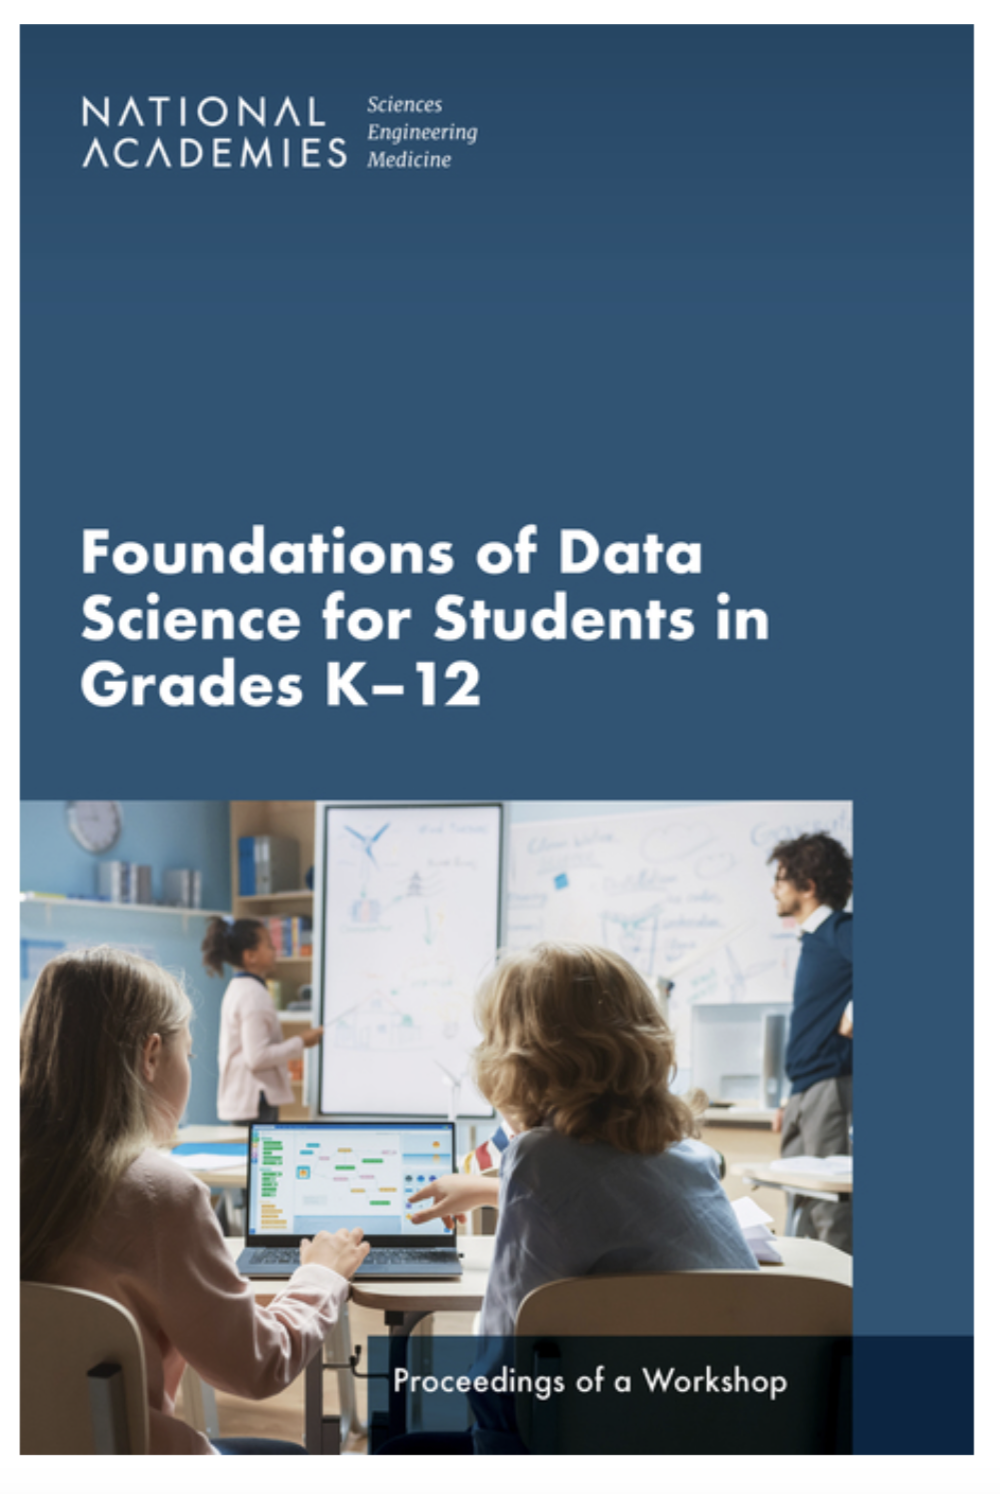 NATIONAL
ACADEMIES
Sciences
Engineering
Medicine
Foundations of Data
Science for Students in
Grades K–12
Proceedings of a Workshop